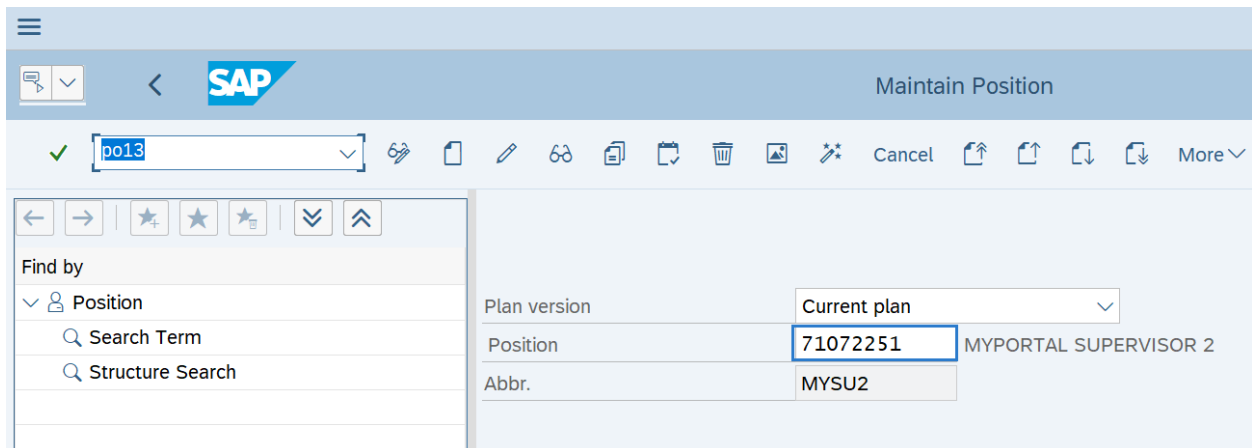 SAP
Maintain Position
po13
Cancel
More
Find by
Position
Search Term
Structure Search
Plan version
Current plan
Position
71072251
MYPORTAL SUPERVISOR 2
Abbr.
MYSU2